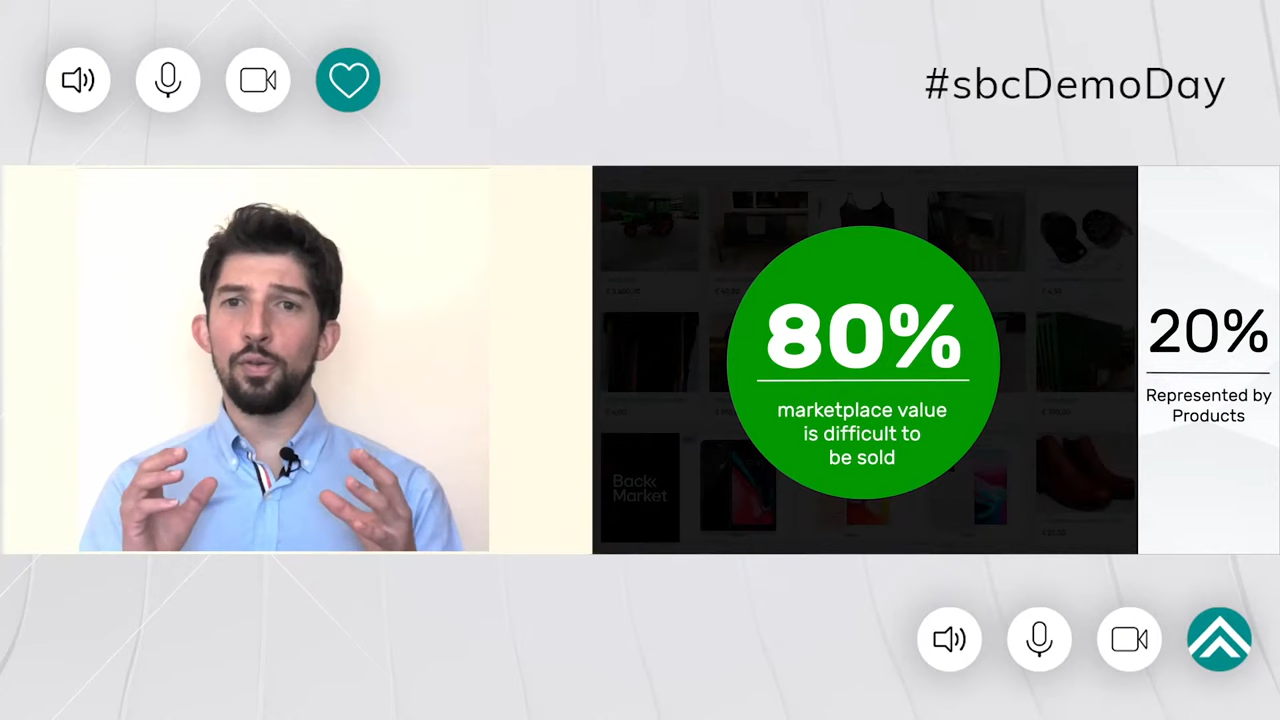 #sbcDemoDay
80%
marketplace value
is difficult to
be sold
20%
Represented by
Products
Back
Market